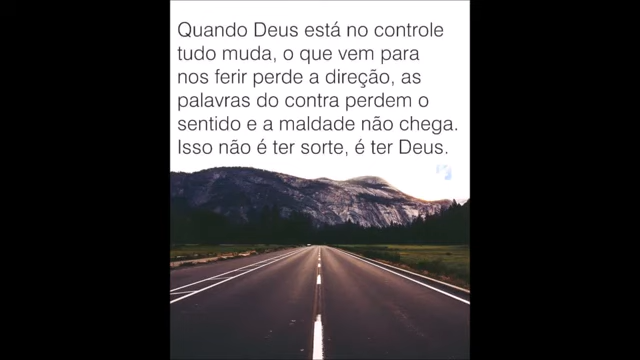 Quando Deus está no controle
tudo muda, o que vem para
nos ferir perde a direção, as
palavras do contra perdem o
sentido e a maldade não chega.
Isso não é ter sorte, é ter Deus.